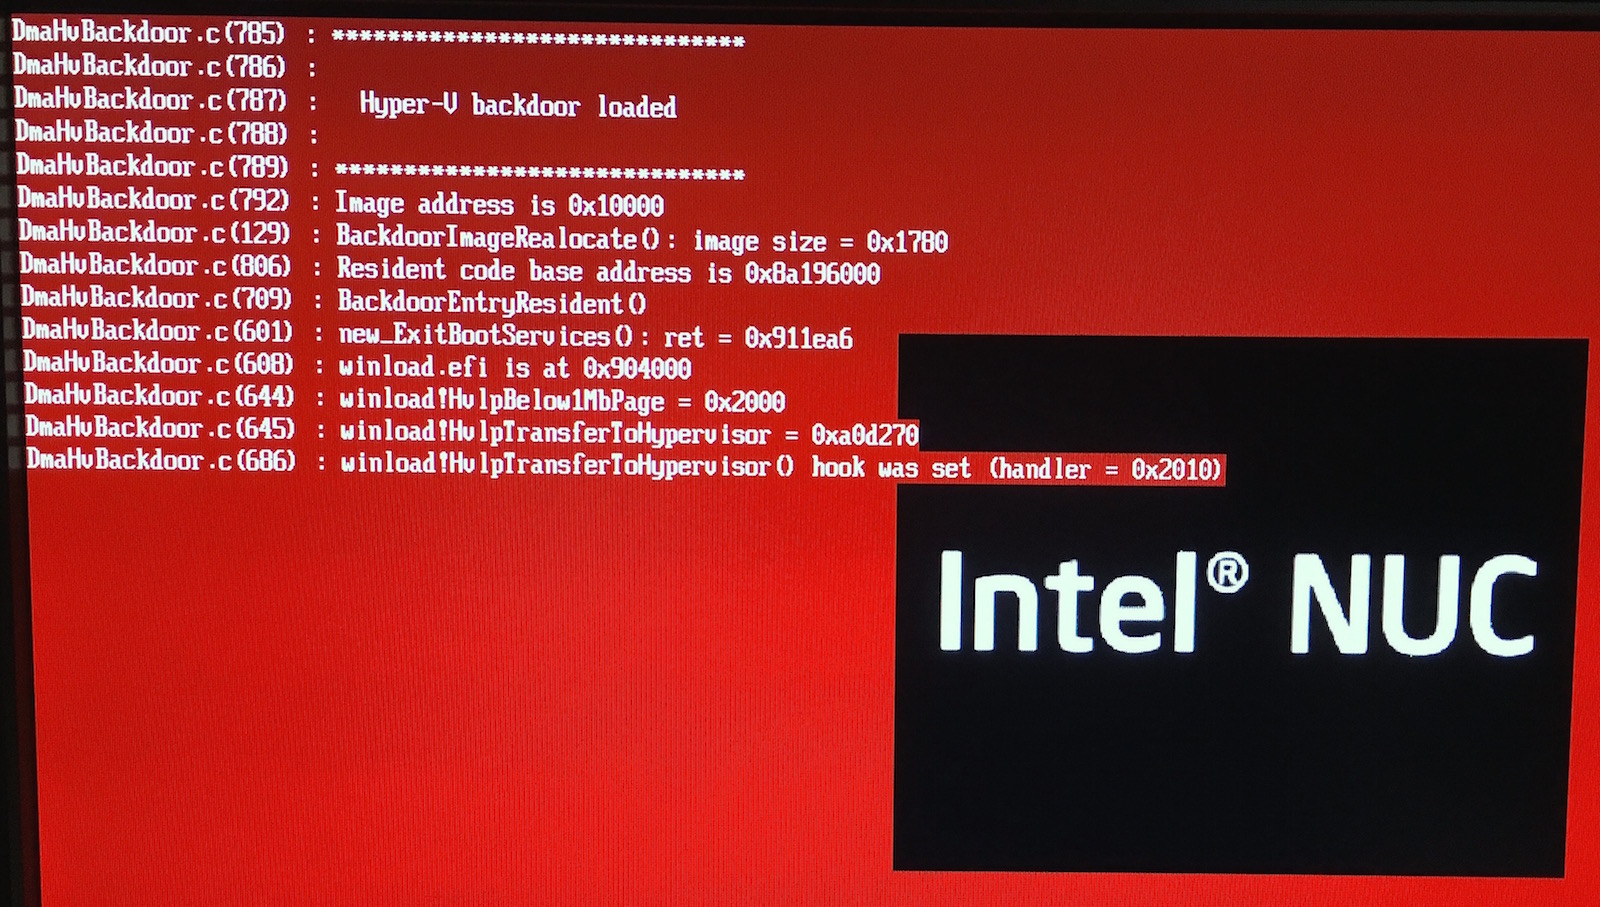 DmaHvBackdoor.c(785) : ******************************
DmaHvBackdoor.c(786) :
DmaHvBackdoor.c(787) :   Hyper-V backdoor loaded
DmaHvBackdoor.c(788) :
DmaHvBackdoor.c(789) : ******************************
DmaHvBackdoor.c(792) : Image address is 0x10000
DmaHvBackdoor.c(129) : BackdoorImageRealocate(): image size = 0x1780
DmaHvBackdoor.c(806) : Resident code base address is 0x8a196000
DmaHvBackdoor.c(709) : BackdoorEntryResident()
DmaHvBackdoor.c(601) : new_ExitBootServices(): ret = 0x911ea6
DmaHvBackdoor.c(608) : winload.efi is at 0x904000
DmaHvBackdoor.c(644) : winload!HvlpBelow1MbPage = 0x2000
DmaHvBackdoor.c(645) : winload!HvlpTransferToHypervisor = 0xa0d270
DmaHvBackdoor.c(686) : winload!HvlpTransferToHypervisor() hook was set (handler = 0x2010)
Intel® NUC